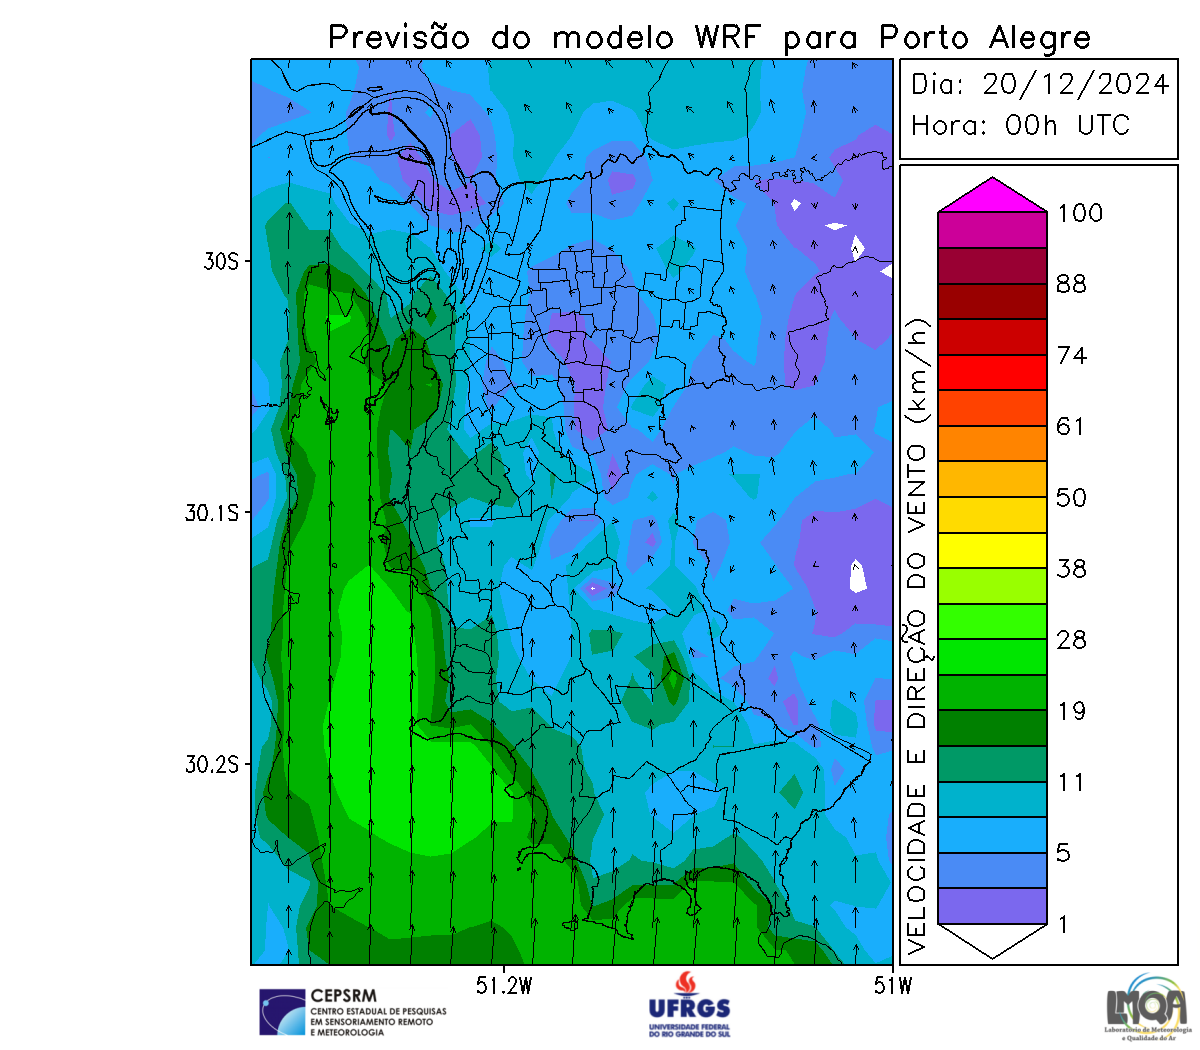 Previsão do modelo WRF para Porto Alegre
Dia: 20/12/2024
Hora: 00h UTC
100
88
74
61
50
38
28
19
11
5
1
VELOCIDADE E DIREÇÃO DO VENTO (km/h)
30S
30.1S
30.2S
51.2W
51W
CEPSRM
CENTRO ESTADUAL DE PESQUISAS
EM SENSORIAMENTO REMOTO
E METEOROLOGIA
UFRGS
UNIVERSIDADE FEDERAL
DO RIO GRANDE DO SUL
LMQA
Laboratório de Meteorologia
e Qualidade do Ar